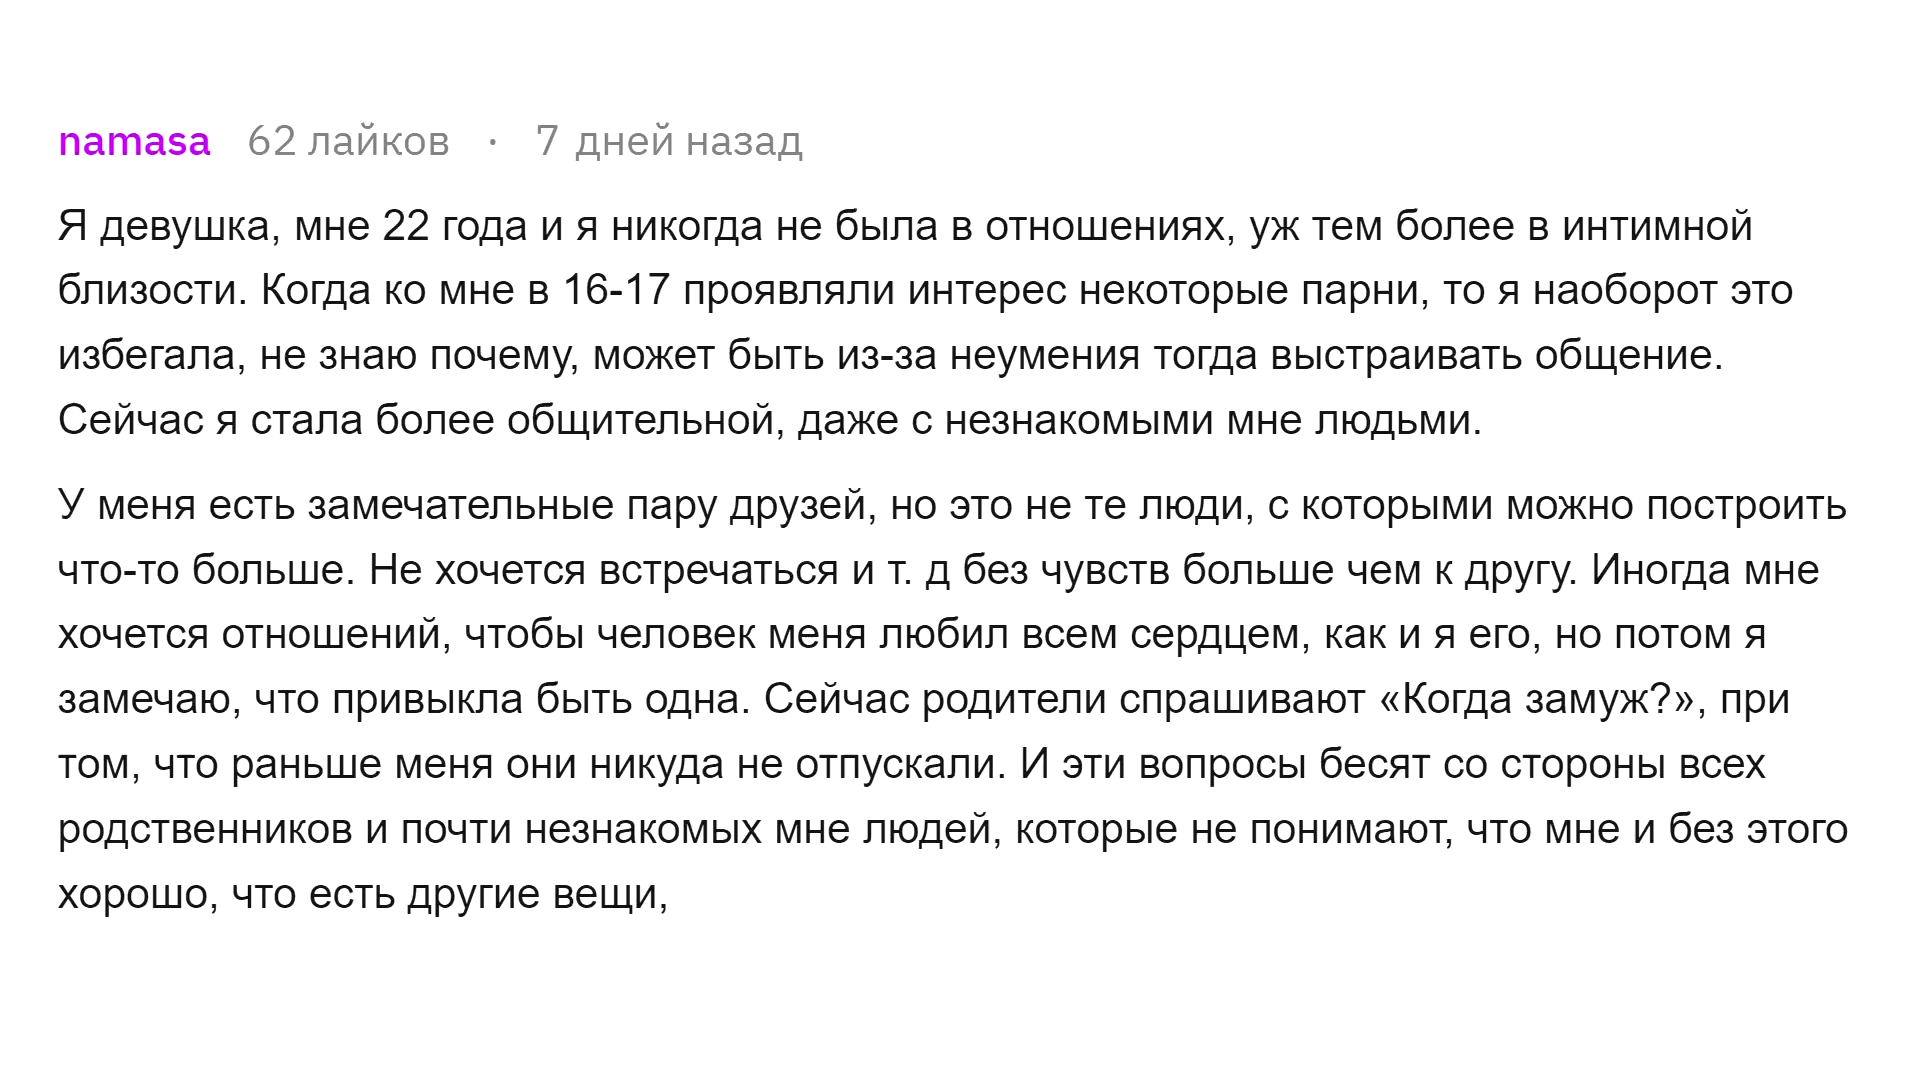 namasa 62 лайков · 7 дней назад
Я девушка, мне 22 года и я никогда не была в отношениях, уж тем более в интимной
близости. Когда ко мне в 16-17 проявляли интерес некоторые парни, то я наоборот это
избегала, не знаю почему, может быть из-за неумения тогда выстраивать общение.
Сейчас я стала более общительной, даже с незнакомыми мне людьми.
У меня есть замечательные пару друзей, но это не те люди, с которыми можно построить
что-то больше. Не хочется встречаться и т. д без чувств больше чем к другу. Иногда мне
хочется отношений, чтобы человек меня любил всем сердцем, как и я его, но потом я
замечаю, что привыкла быть одна. Сейчас родители спрашивают «Когда замуж?», при
том, что раньше меня они никуда не отпускали. И эти вопросы бесят со стороны всех
родственников и почти незнакомых мне людей, которые не понимают, что мне и без этого
хорошо, что есть другие вещи,